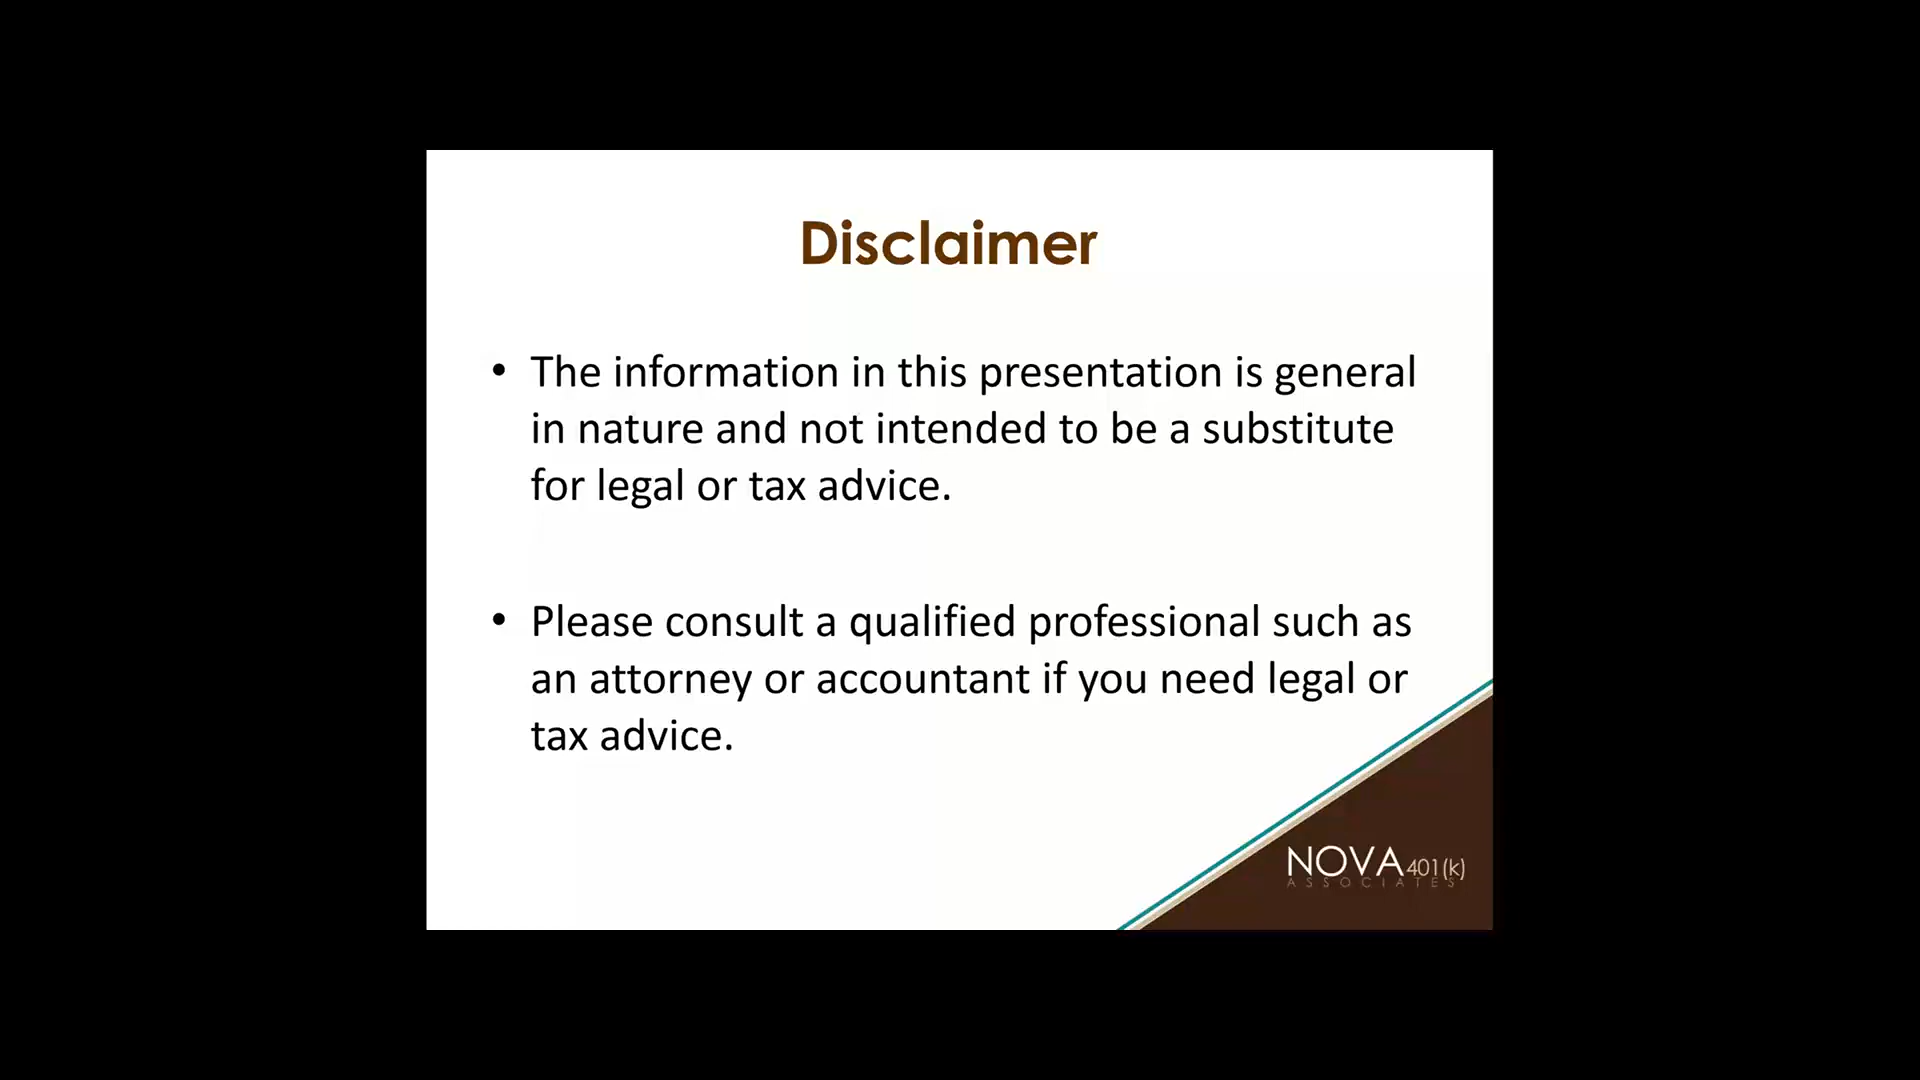 Disclaimer
• The information in this presentation is general
in nature and not intended to be a substitute
for legal or tax advice.
• Please consult a qualified professional such as
an attorney or accountant if you need legal or
tax advice.
NOVA 401(k)
ASSOCIATES